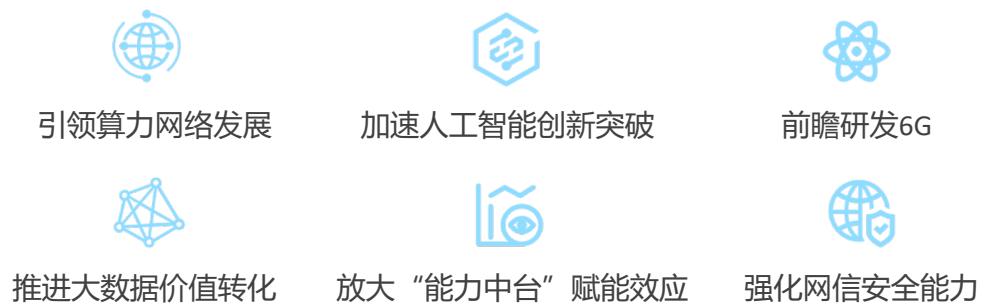 引领算力网络发展
加速人工智能创新突破
前瞻研发6G
推进大数据价值转化
放大“能力中台”赋能效应
强化网信安全能力